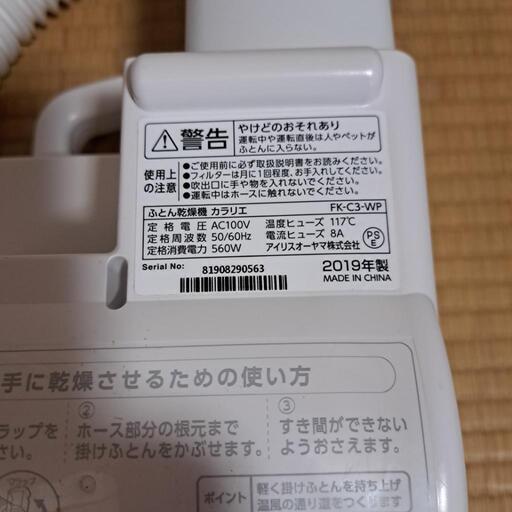 警告
やけどのおそれあり
運転中や運転直後は人やペットが
ふとんに入らない。
使用上
の注意
●ご使用前に必ず取扱説明書をお読みください。
●フィルターは月に1回程度、お手入れしてください。
●吹出口に手や物を入れないでください。
●運転中はホースに触れないでください。
ふとん乾燥機 カラリエ FK-C3-WP
定格電圧 AC100V 温度ヒューズ 117℃
定格周波数 50/60Hz 電流ヒューズ 8A
定格消費電力 560W アイリスオーヤマ株式会社
PS
E
Serial No: 81908290563
2019年製
MADE IN CHINA
手に乾燥させるための使い方
②
ラップを
さい。
ホース部分の根元まで
掛けふとんをかぶせます。
③
すき間ができない
ようおさえます。
ポイント
軽く掛けふとんを持ち上げ
温風の通り道をつくります